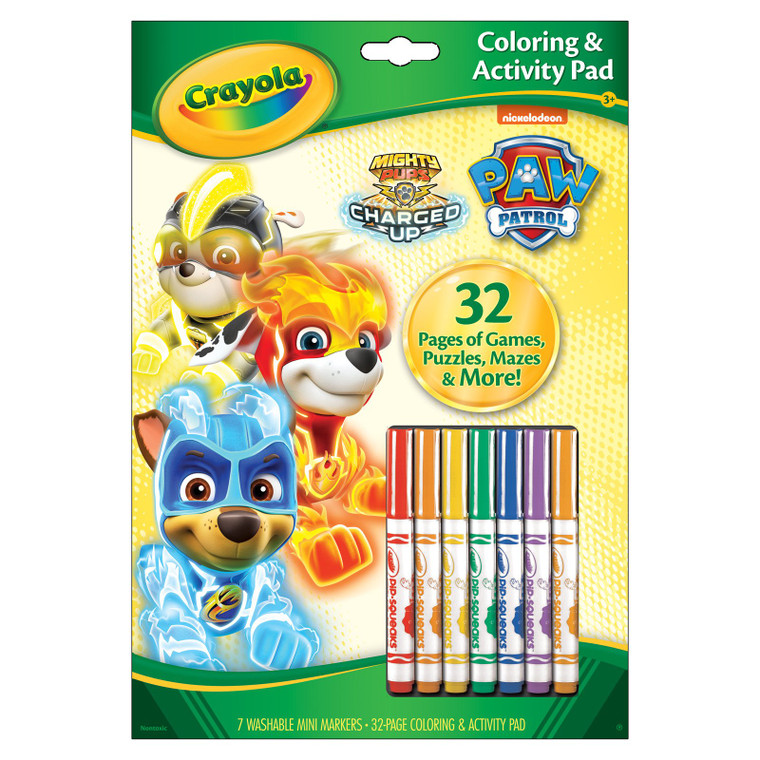 Coloring &
Activity Pad
Crayola
3+
nickelodeon
MIGHTY
PUPS
CHARGED
UP
PAW
PATROL
32
Pages of Games,
Puzzles, Mazes
& More!
Crayola
PIP-SQUEAKS
Crayola
PIP-SQUEAKS
Crayola
PIP-SQUEAKS
Crayola
PIP-SQUEAKS
Crayola
PIP-SQUEAKS
Crayola
PIP-SQUEAKS
Crayola
PIP-SQUEAKS
7 WASHABLE MINI MARKERS • 32-PAGE COLORING & ACTIVITY PAD
Nontoxic